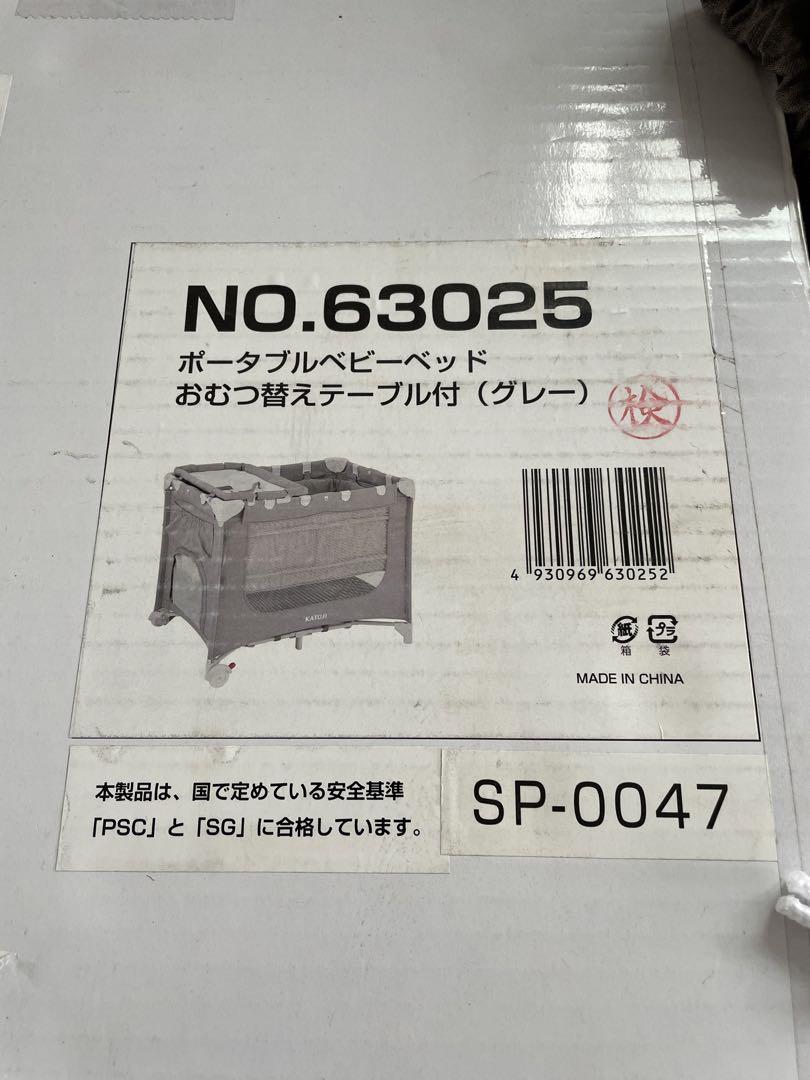 NO.63025
ポータブルベビーベッド
おむつ替えテーブル付（グレー）
検
KATOJI
4 930969 630252
紙 プラ
箱 袋
MADE IN CHINA
本製品は、国で定めている安全基準
「PSC」と「SG」に合格しています。
SP-0047